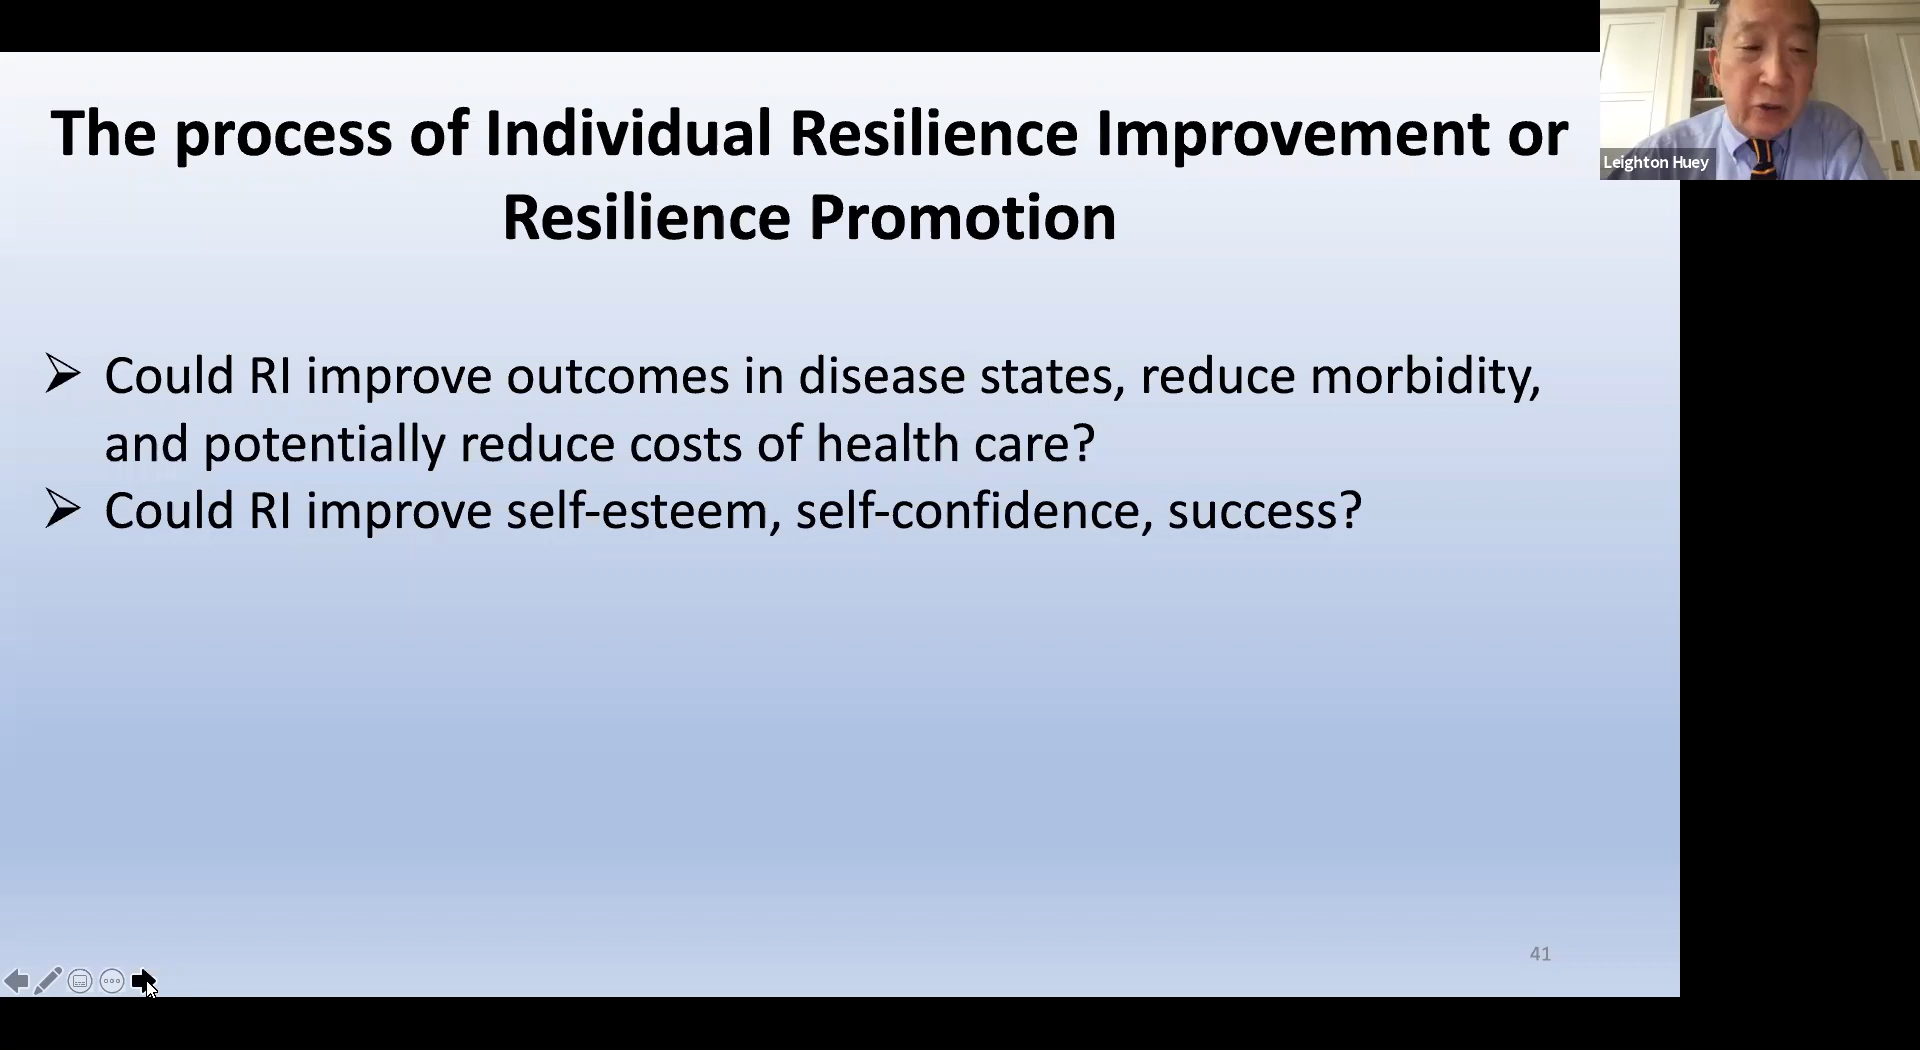 The process of Individual Resilience Improvement or
Resilience Promotion
Leighton Huey
➢ Could RI improve outcomes in disease states, reduce morbidity,
and potentially reduce costs of health care?
➢ Could RI improve self-esteem, self-confidence, success?
41